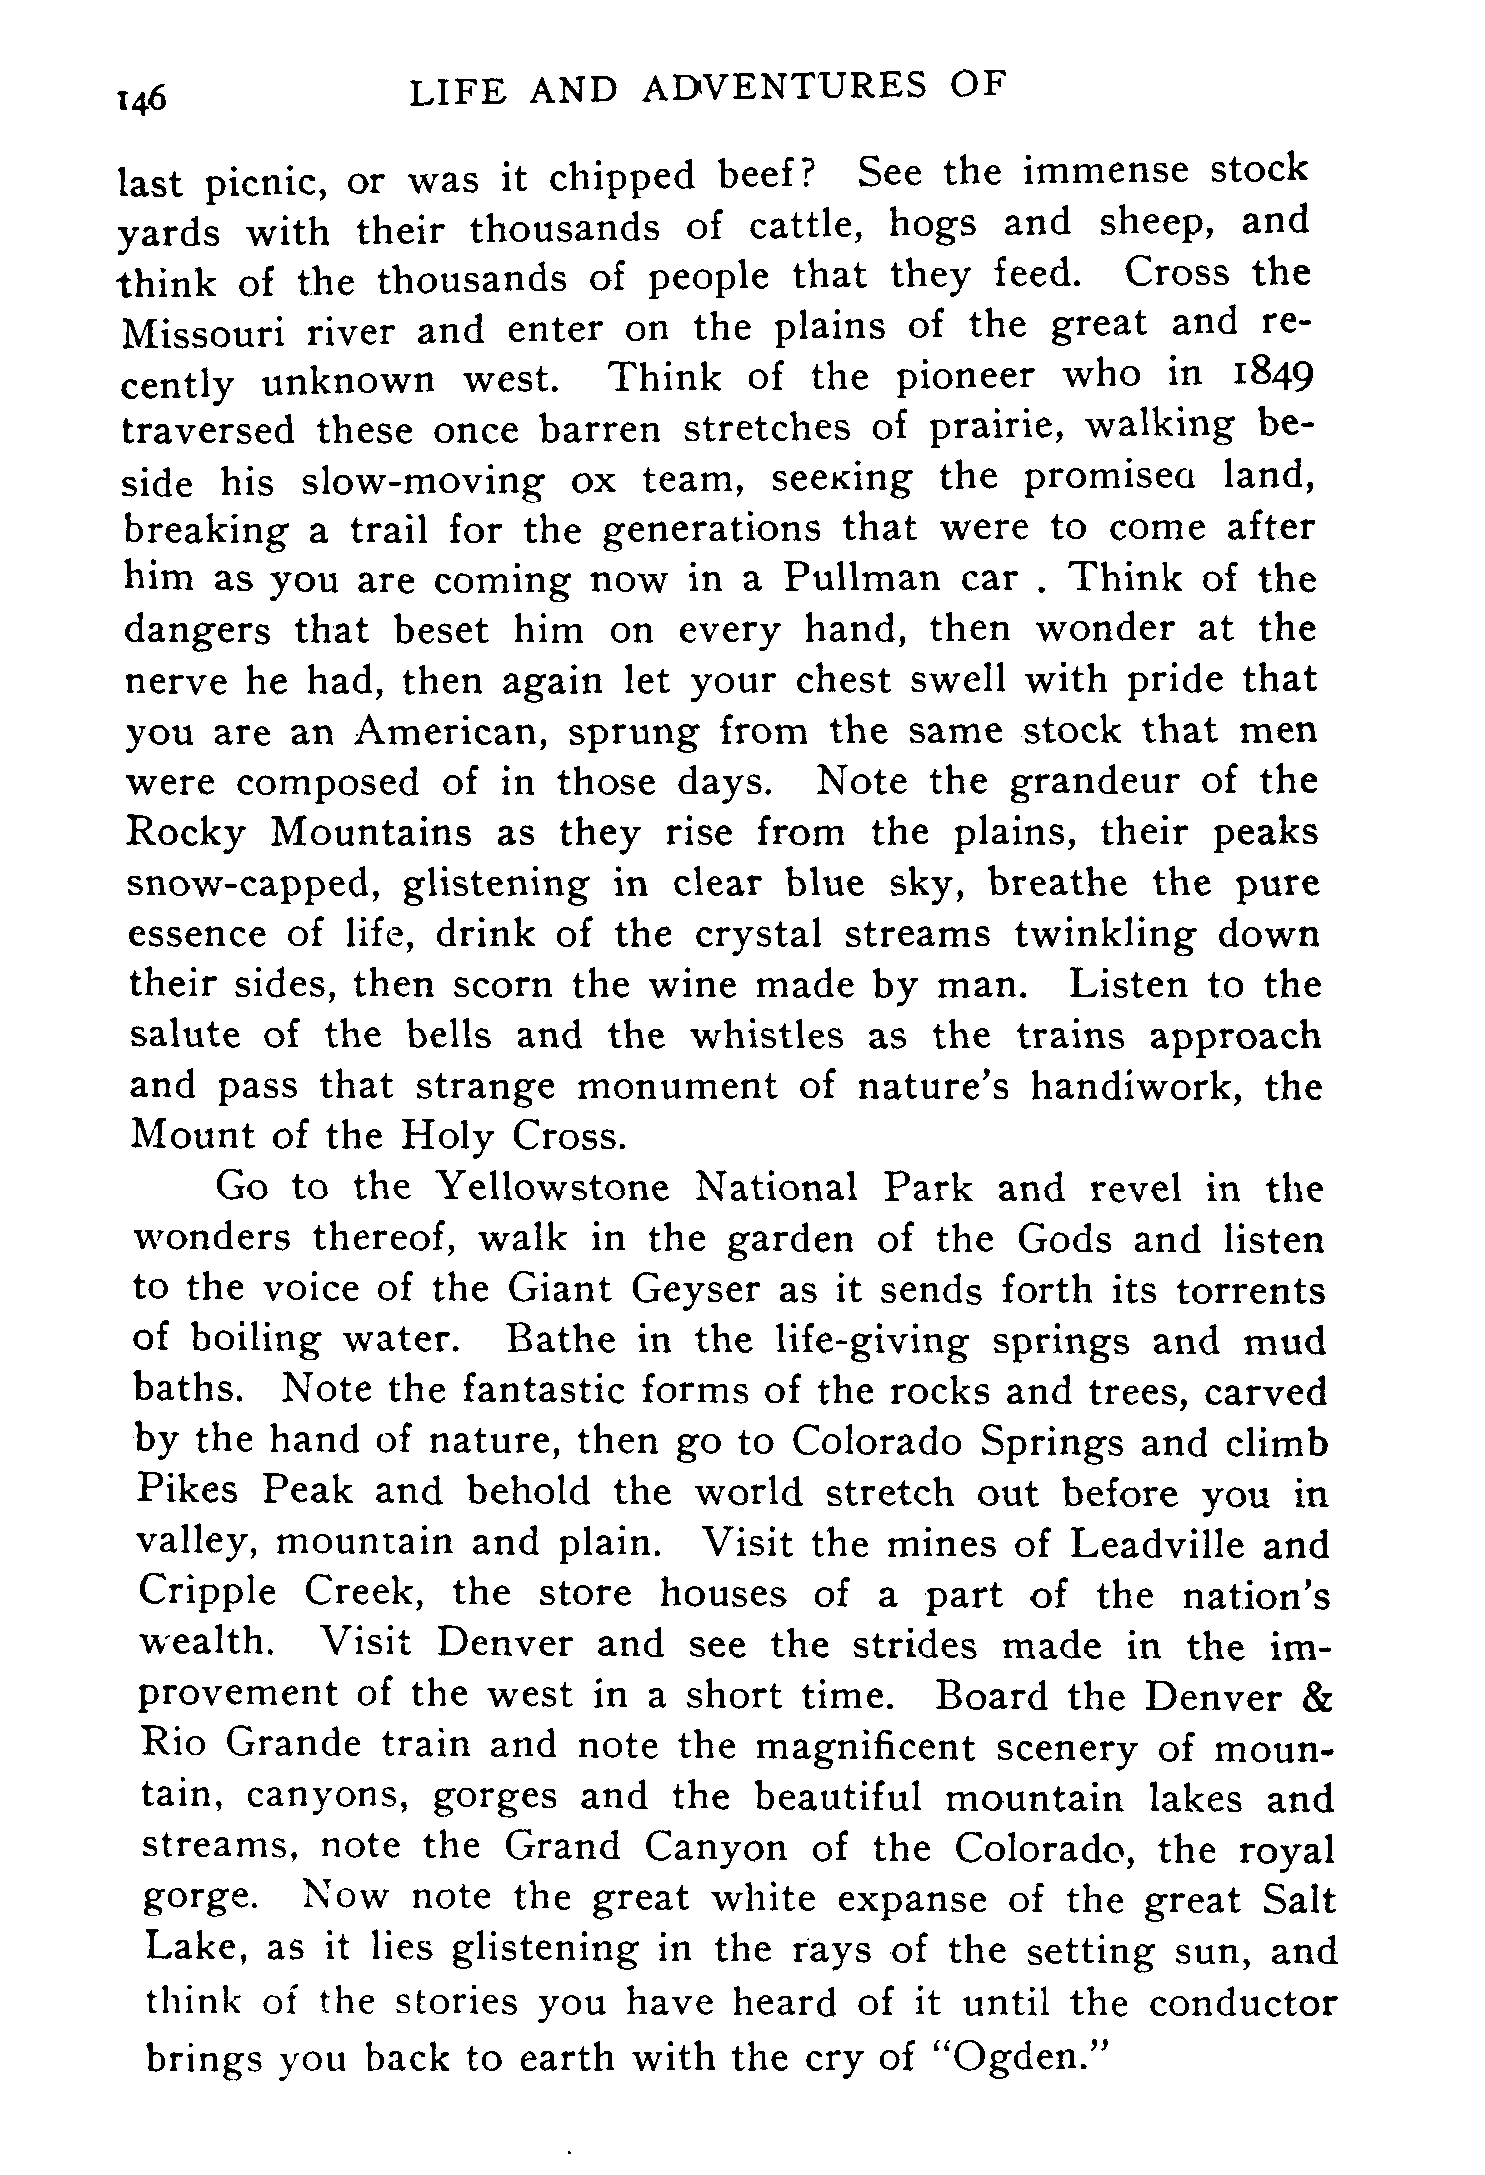 146 LIFE AND ADVENTURES OF
last picnic, or was it chipped beef? See the immense stock
yards with their thousands of cattle, hogs and sheep, and
think of the thousands of people that they feed. Cross the
Missouri river and enter on the plains of the great and re-
cently unknown west. Think of the pioneer who in 1849
traversed these once barren stretches of prairie, walking be-
side his slow-moving ox team, seeking the promised land,
breaking a trail for the generations that were to come after
him as you are coming now in a Pullman car . Think of the
dangers that beset him on every hand, then wonder at the
nerve he had, then again let your chest swell with pride that
you are an American, sprung from the same stock that men
were composed of in those days. Note the grandeur of the
Rocky Mountains as they rise from the plains, their peaks
snow-capped, glistening in clear blue sky, breathe the pure
essence of life, drink of the crystal streams twinkling down
their sides, then scorn the wine made by man. Listen to the
salute of the bells and the whistles as the trains approach
and pass that strange monument of nature's handiwork, the
Mount of the Holy Cross.
Go to the Yellowstone National Park and revel in the
wonders thereof, walk in the garden of the Gods and listen
to the voice of the Giant Geyser as it sends forth its torrents
of boiling water. Bathe in the life-giving springs and mud
baths. Note the fantastic forms of the rocks and trees, carved
by the hand of nature, then go to Colorado Springs and climb
Pikes Peak and behold the world stretch out before you in
valley, mountain and plain. Visit the mines of Leadville and
Cripple Creek, the store houses of a part of the nation's
wealth. Visit Denver and see the strides made in the im-
provement of the west in a short time. Board the Denver &
Rio Grande train and note the magnificent scenery of moun-
tain, canyons, gorges and the beautiful mountain lakes and
streams, note the Grand Canyon of the Colorado, the royal
gorge. Now note the great white expanse of the great Salt
Lake, as it lies glistening in the rays of the setting sun, and
think of the stories you have heard of it until the conductor
brings you back to earth with the cry of "Ogden."